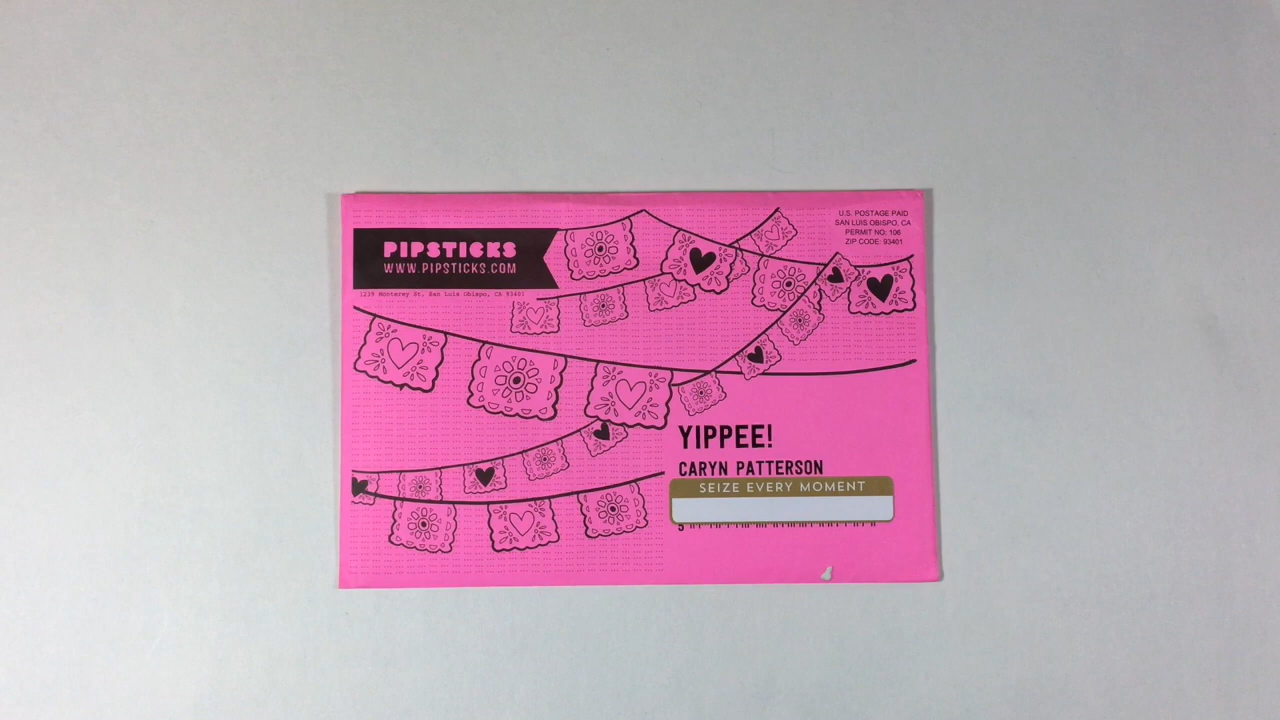 PIPSTICKS
WWW.PIPSTICKS.COM
1239 Monterey St, San Luis Obispo, CA 93401
U.S. POSTAGE PAID
SAN LUIS OBISPO, CA
PERMIT NO: 106
ZIP CODE: 93401
YIPPEE!
CARYN PATTERSON
SEIZE EVERY MOMENT